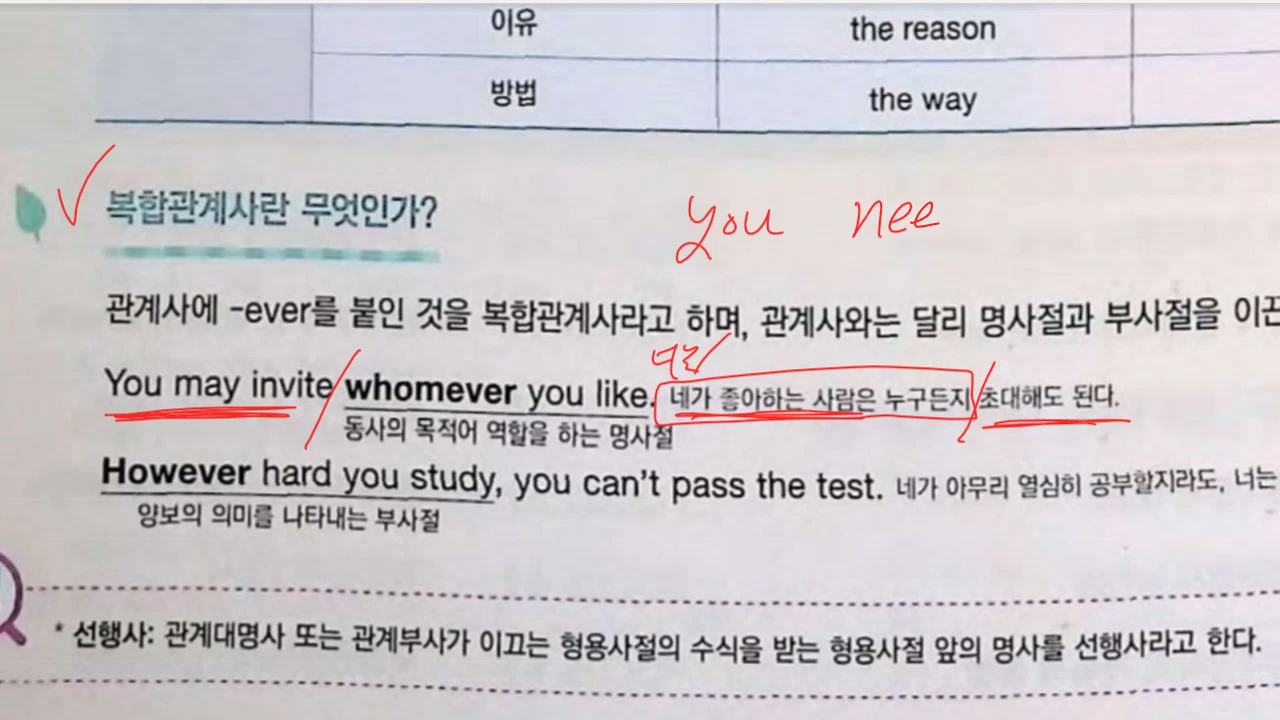 이유 the reason
방법 the way
복합관계사란 무엇인가?
you nee
관계사에 -ever를 붙인 것을 복합관계사라고 하며, 관계사와는 달리 명사절과 부사절을 이끈
너는
You may invite whomever you like. 네가 좋아하는 사람은 누구든지 초대해도 된다.
동사의 목적어 역할을 하는 명사절
However hard you study, you can't pass the test. 네가 아무리 열심히 공부할지라도, 너는
양보의 의미를 나타내는 부사절
* 선행사: 관계대명사 또는 관계부사가 이끄는 형용사절의 수식을 받는 형용사절 앞의 명사를 선행사라고 한다.